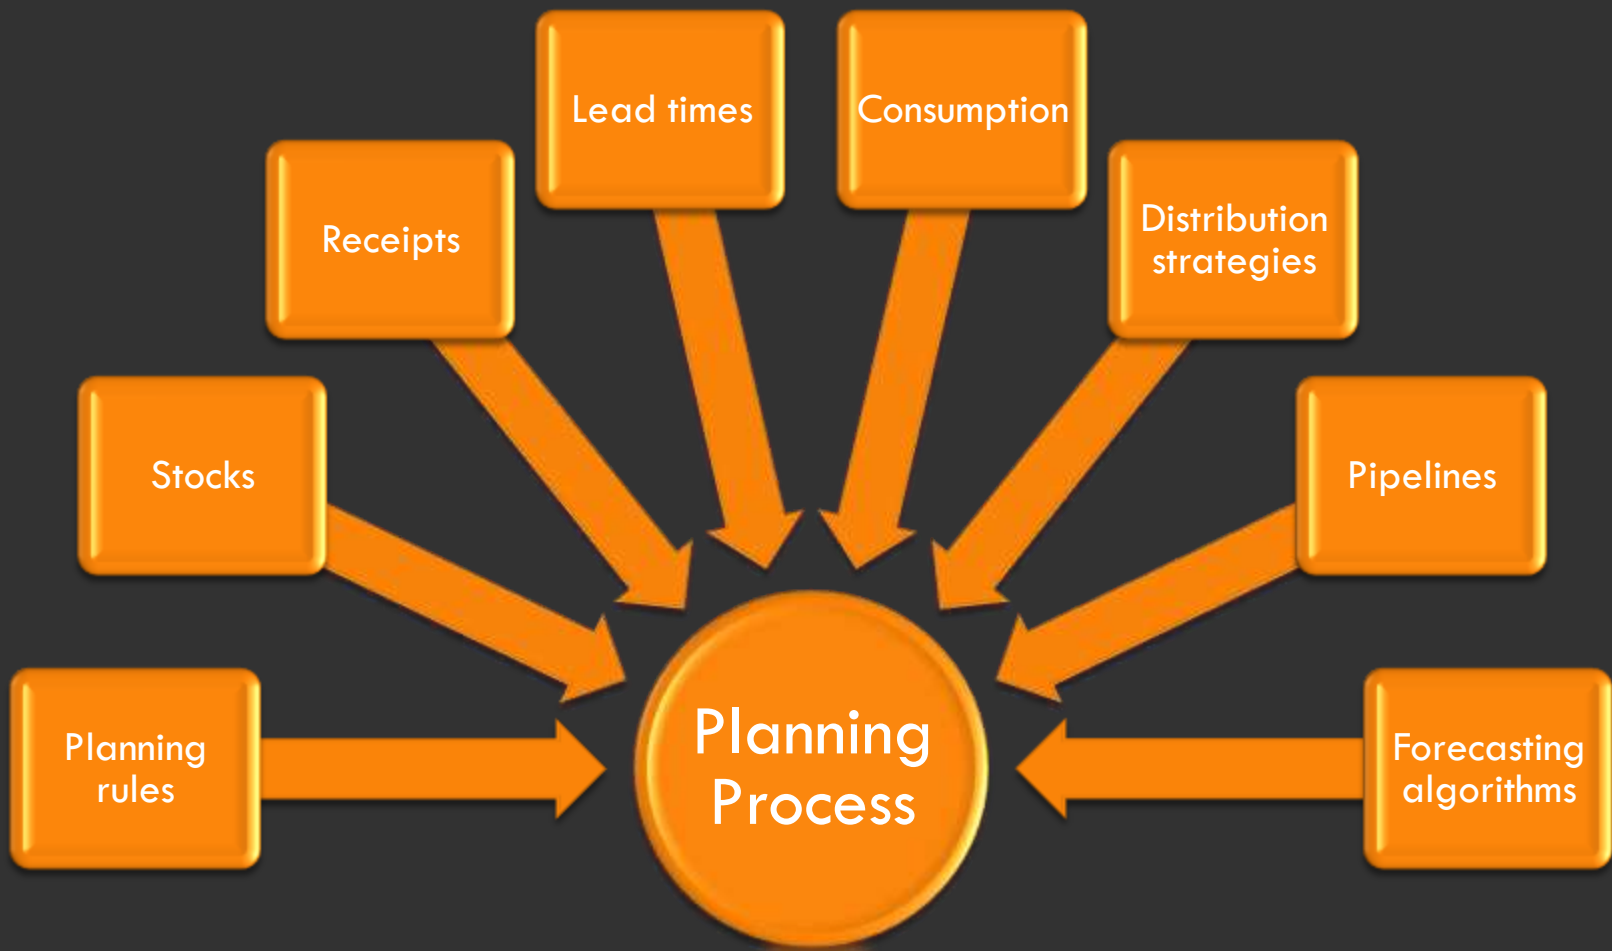 Lead times
Consumption
Receipts
Distribution
strategies
Stocks
Pipelines
Planning
rules
Planning
Process
Forecasting
algorithms